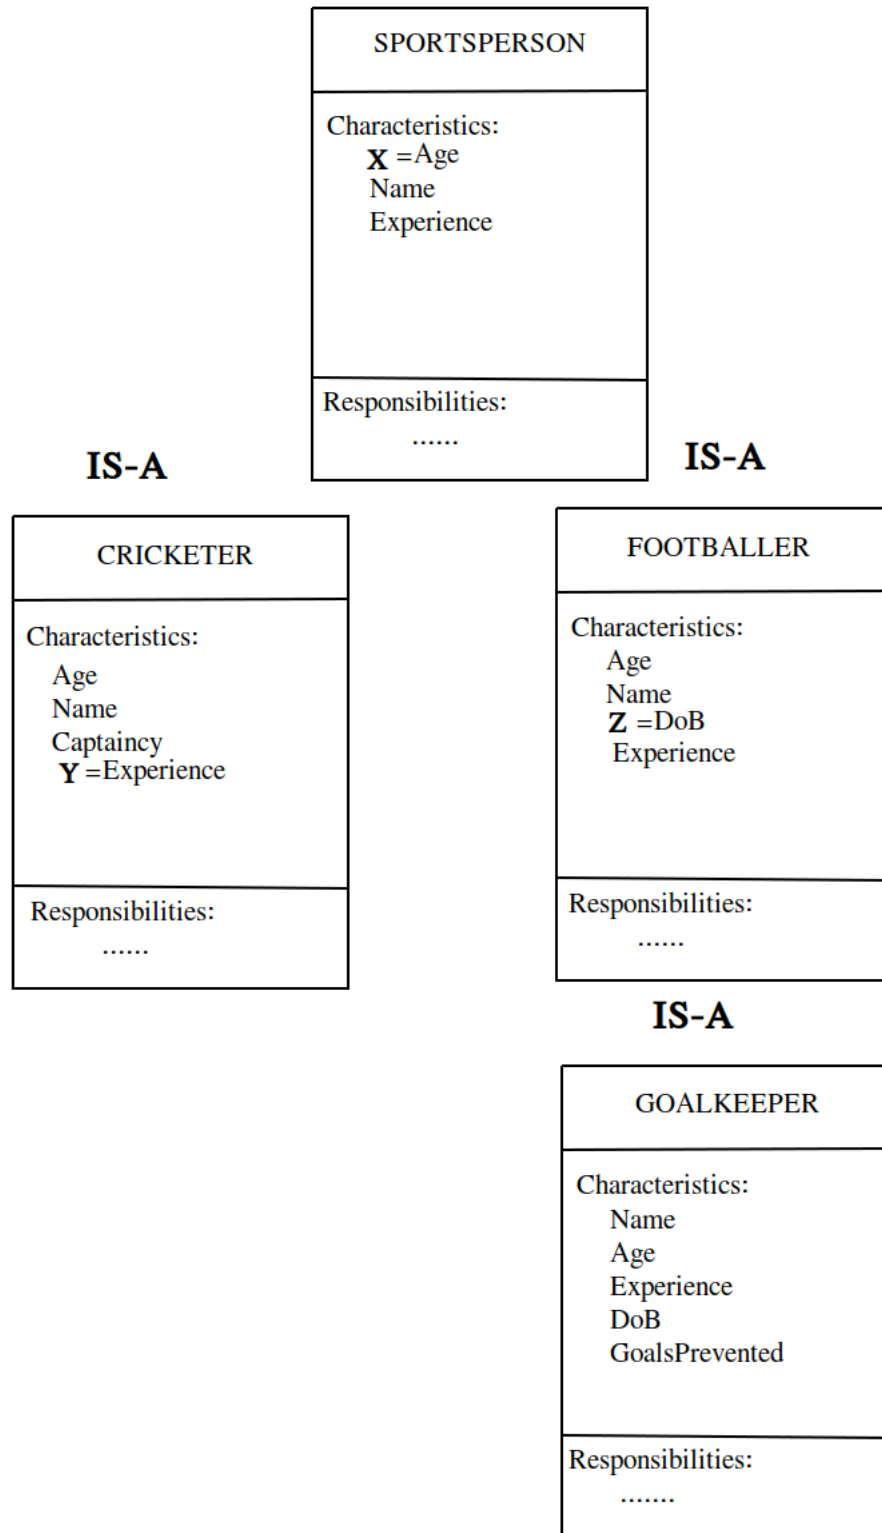 SPORTSPERSON
Characteristics:
X =Age
Name
Experience
Responsibilities:
......
IS-A
IS-A
CRICKETER
Characteristics:
Age
Name
Captaincy
Y =Experience
Responsibilities:
......
FOOTBALLER
Characteristics:
Age
Name
Z =DoB
Experience
Responsibilities:
......
IS-A
GOALKEEPER
Characteristics:
Name
Age
Experience
DoB
GoalsPrevented
Responsibilities:
.......